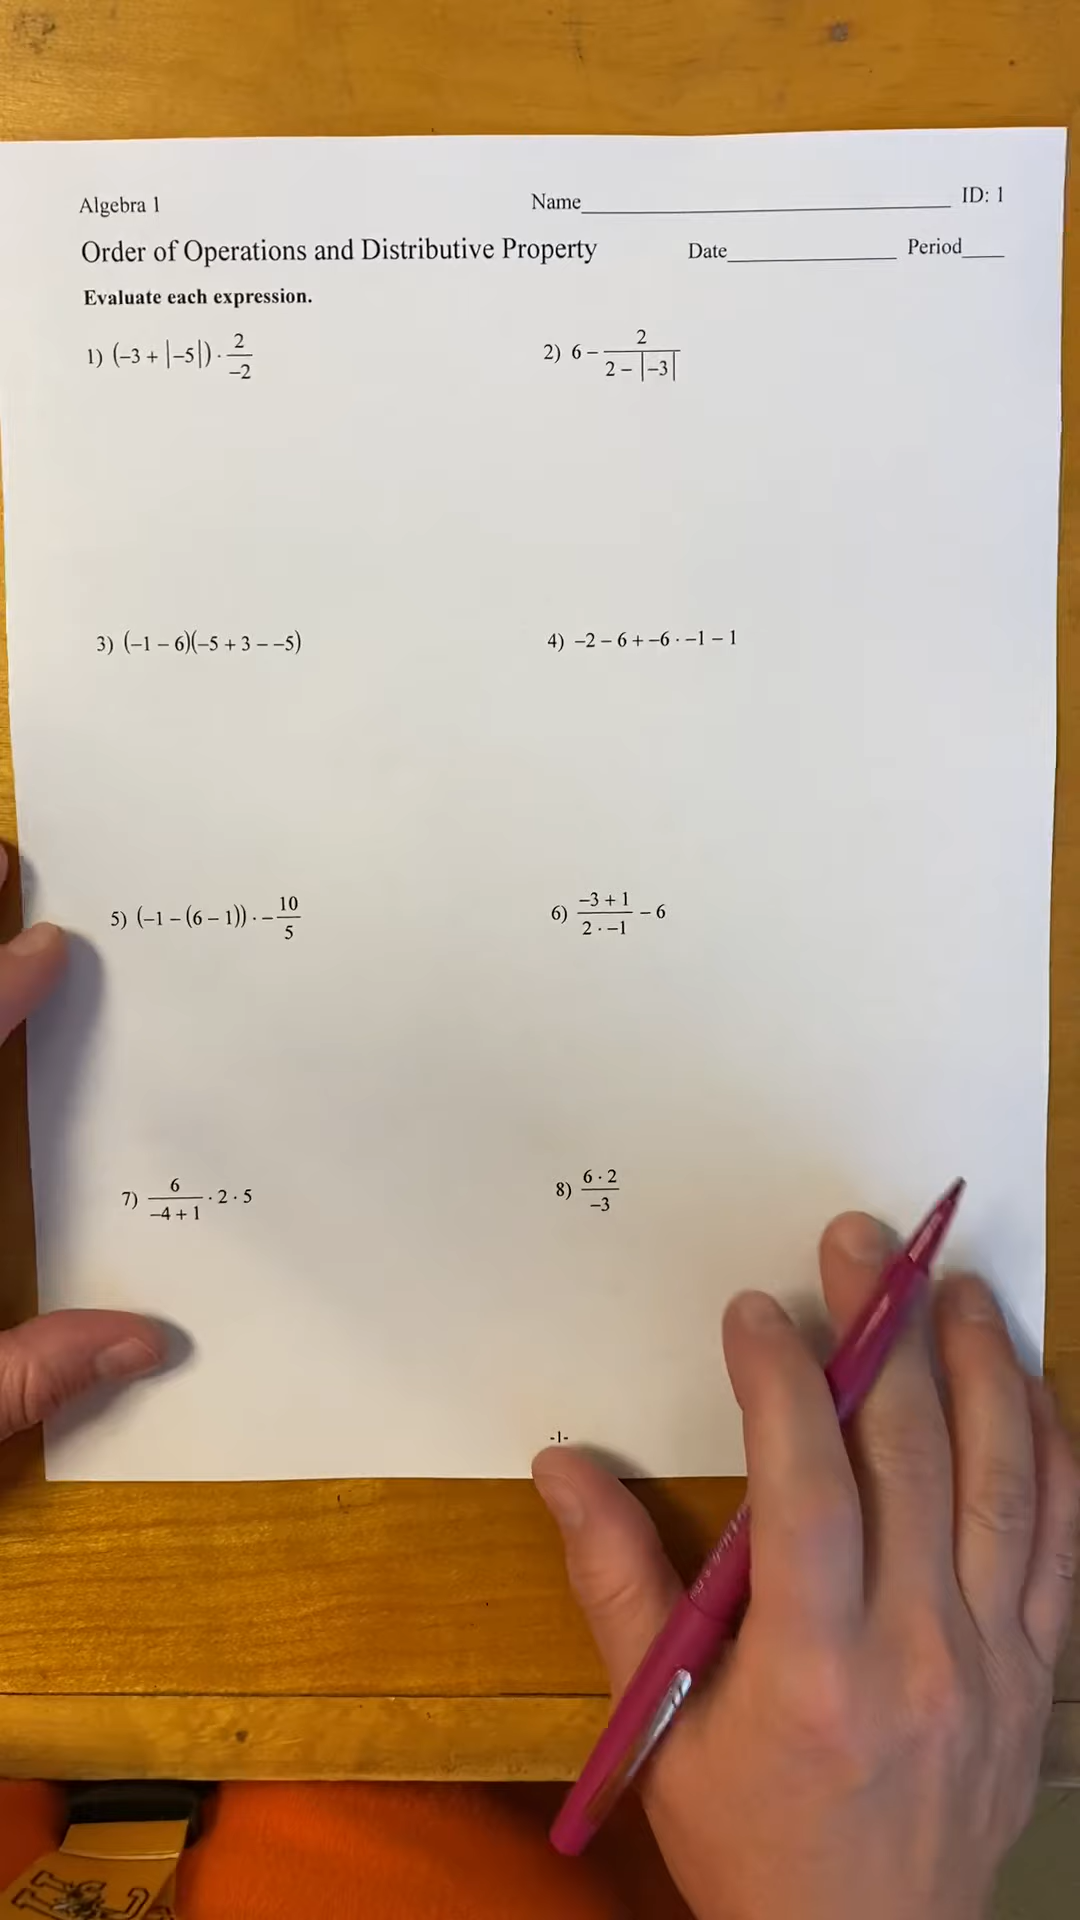 Algebra 1
Name____________________ ID: 1
Order of Operations and Distributive Property Date____________ Period____
Evaluate each expression.
1) (−3 + |−5|) · 2/−2
2) 6 − 2/(2 − |−3|)
3) (−1 − 6)(−5 + 3 − −5)
4) −2 − 6 + −6 · −1 − 1
5) (−1 − (6 − 1)) · −10/5
6) (−3 + 1)/(2 · −1) − 6
7) 6/(−4 + 1) · 2 · 5
8) (6 · 2)/−3
-1-